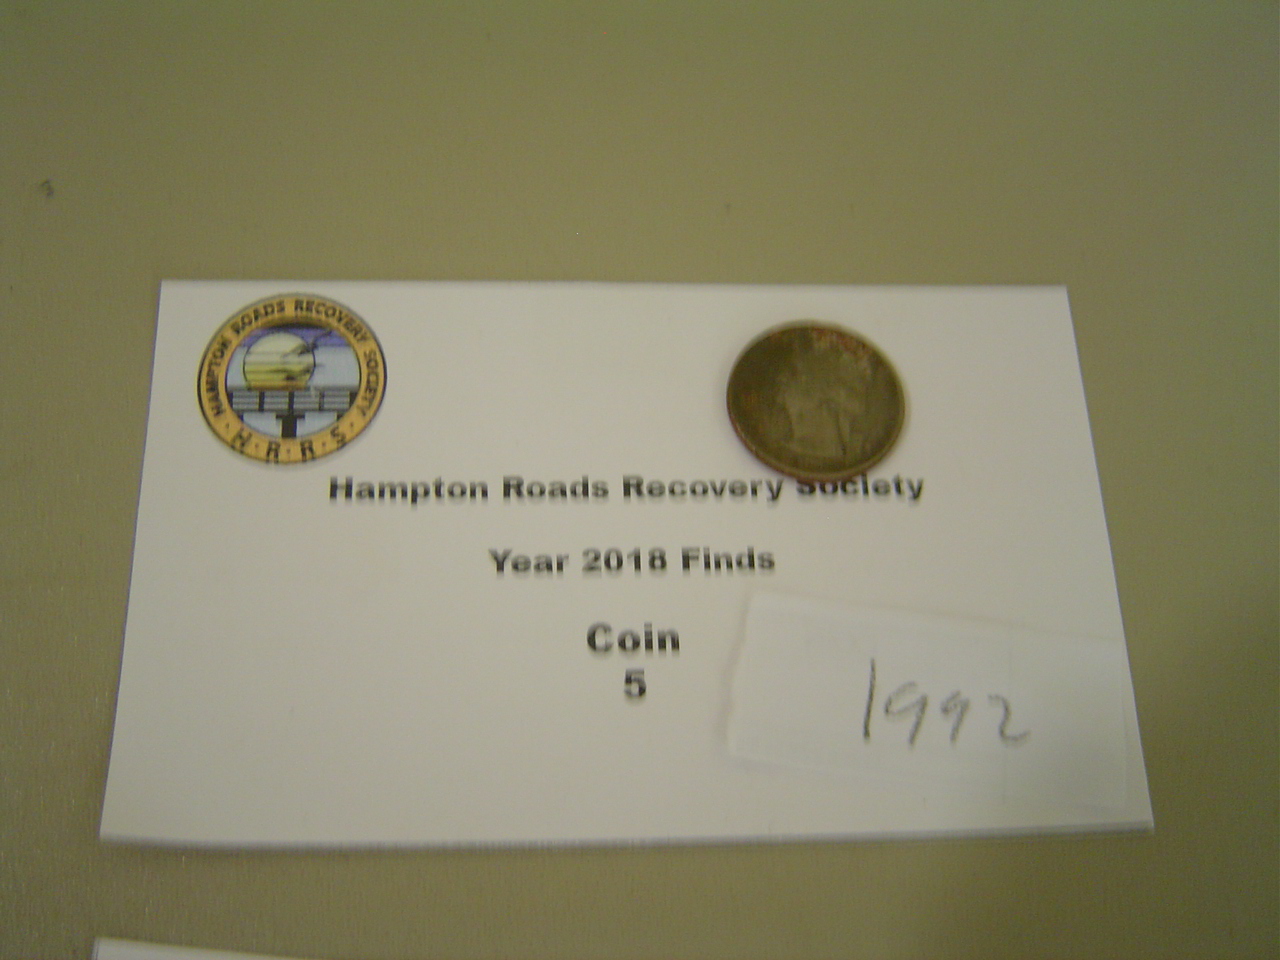 HAMPTON ROADS RECOVERY SOCIETY
· H · R · R · S ·
Hampton Roads Recovery Society
Year 2018 Finds
Coin
5
1992